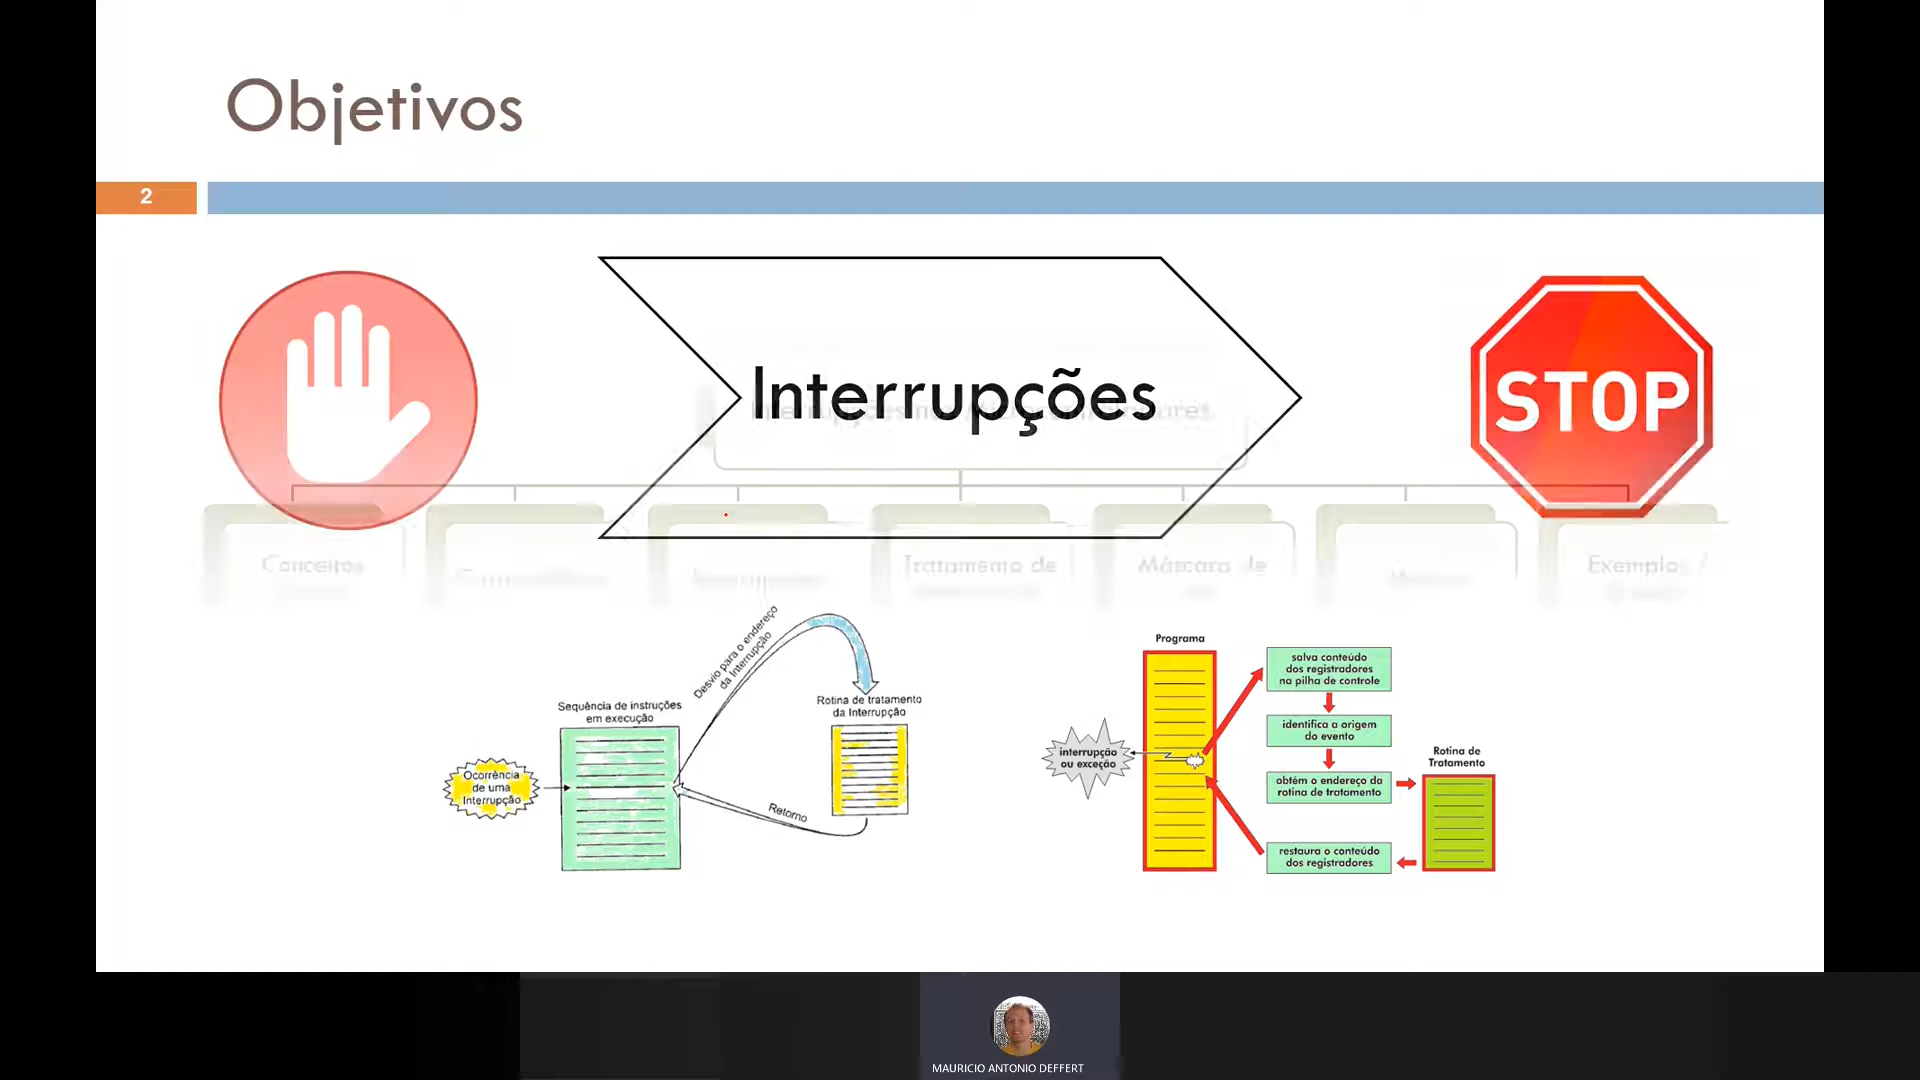 Objetivos
2
Interrupções
STOP
Conceitos
Tratamento de
Máscara de
Exemplos /
Desvio para o endereço
da Interrupção
Sequência de instruções
em execução
Rotina de tratamento
da Interrupção
Ocorrência
de uma
Interrupção
Retorno
Programa
salva conteúdo
dos registradores
na pilha de controle
identifica a origem
do evento
interrupção
ou exceção
Rotina de
Tratamento
obtém o endereço da
rotina de tratamento
restaura o conteúdo
dos registradores
MAURICIO ANTONIO DEFFERT